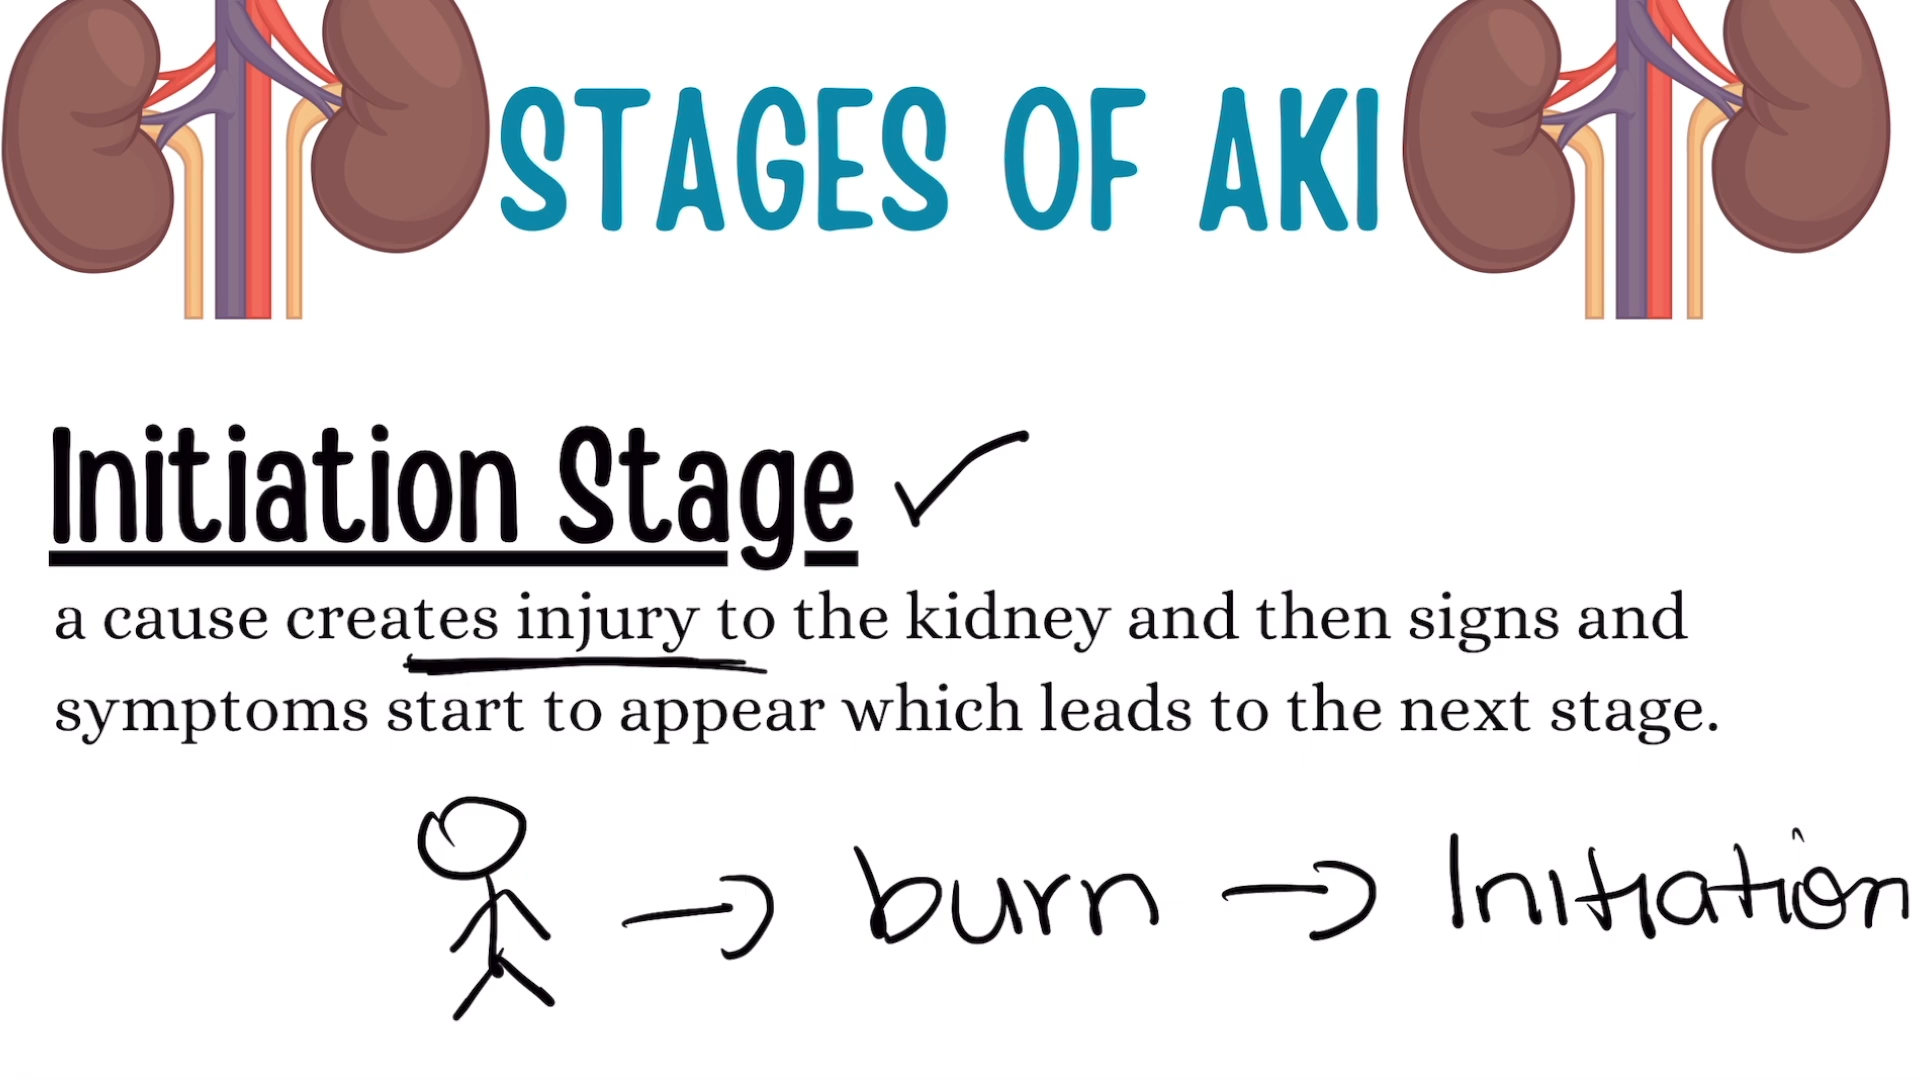 STAGES OF AKI
Initiation Stage
a cause creates injury to the kidney and then signs and
symptoms start to appear which leads to the next stage.
burn Initiation